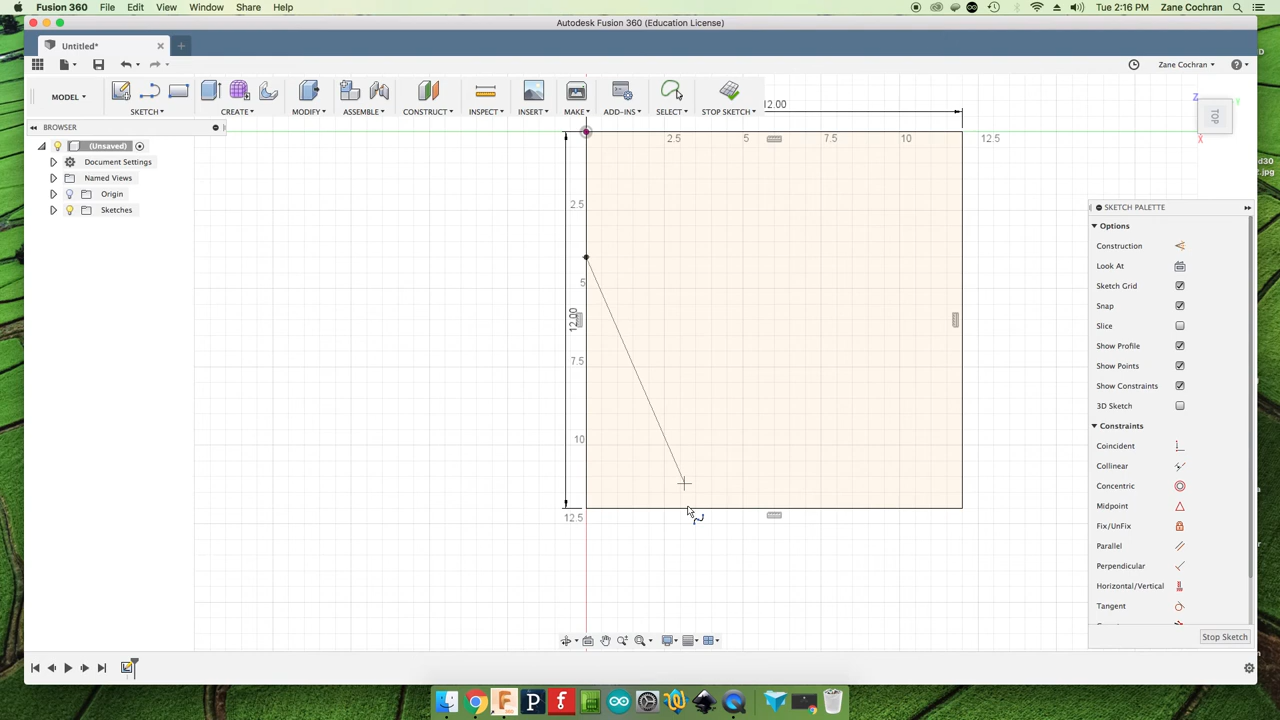 Fusion 360 File Edit View Window Share Help Tue 2:16 PM Zane Cochran
Autodesk Fusion 360 (Education License)
Untitled*
Zane Cochran
MODEL SKETCH CREATE MODIFY ASSEMBLE CONSTRUCT INSPECT INSERT MAKE ADD-INS SELECT STOP SKETCH
12.00
BROWSER
(Unsaved)
Document Settings
Named Views
Origin
Sketches
2.5 5 7.5 10 12.5
2.5
5
12.00
7.5
10
12.5
Z
Y
TOP
X
SKETCH PALETTE
Options
Construction
Look At
Sketch Grid
Snap
Slice
Show Profile
Show Points
Show Constraints
3D Sketch
Constraints
Coincident
Collinear
Concentric
Midpoint
Fix/UnFix
Parallel
Perpendicular
Horizontal/Vertical
Tangent
Stop Sketch